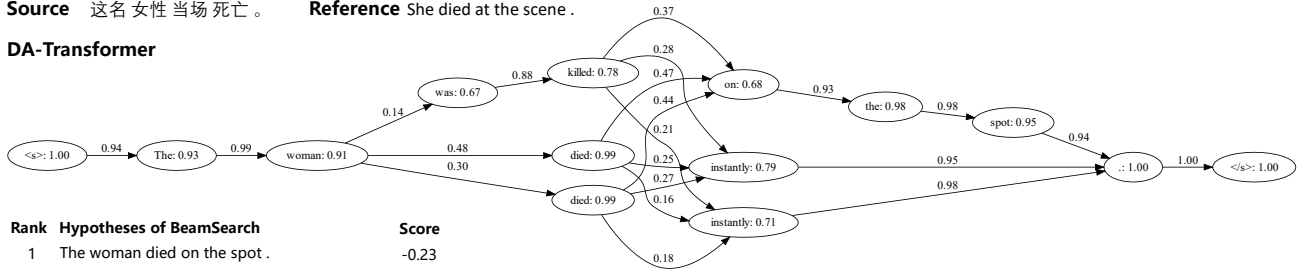 Source 这名 女性 当场 死亡 。 Reference She died at the scene .
DA-Transformer
<s>: 1.00
0.94
The: 0.93
0.99
woman: 0.91
0.14
was: 0.67
0.88
killed: 0.78
0.48
died: 0.99
0.30
died: 0.99
0.37
0.28
0.47
0.44
0.21
0.25
0.27
0.16
0.18
on: 0.68
0.93
the: 0.98
0.98
spot: 0.95
0.94
instantly: 0.79
0.95
instantly: 0.71
0.98
.: 1.00
1.00
</s>: 1.00
Rank Hypotheses of BeamSearch Score
1 The woman died on the spot . -0.23